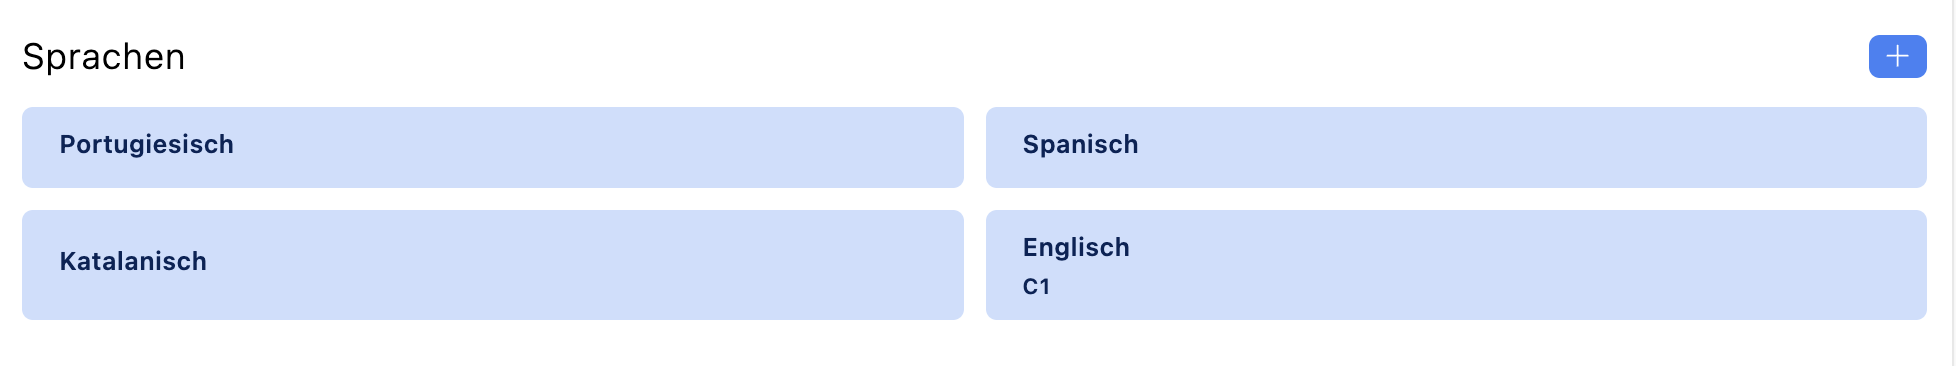 Sprachen
Portugiesisch
Spanisch
Katalanisch
Englisch
C1